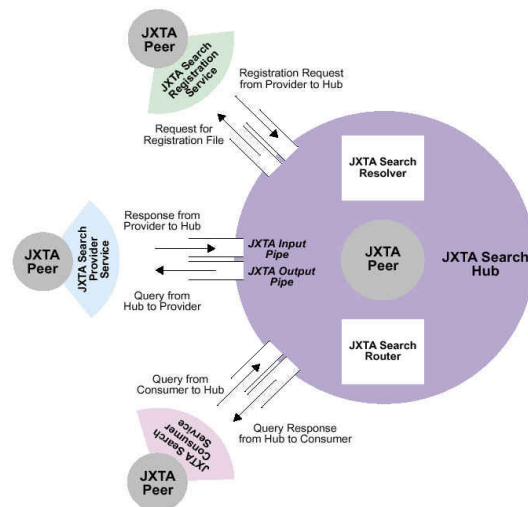 JXTA
Peer
JXTA Search
Registration
Service
Registration Request
from Provider to Hub
Request for
Registration File
JXTA Search
Resolver
JXTA
Peer
JXTA Search
Provider
Service
Response from
Provider to Hub
Query from
Hub to Provider
JXTA Input
Pipe
JXTA Output
Pipe
JXTA
Peer
JXTA Search
Hub
JXTA Search
Router
Query from
Consumer to Hub
Query Response
from Hub to Consumer
JXTA Search
Consumer
Service
JXTA
Peer